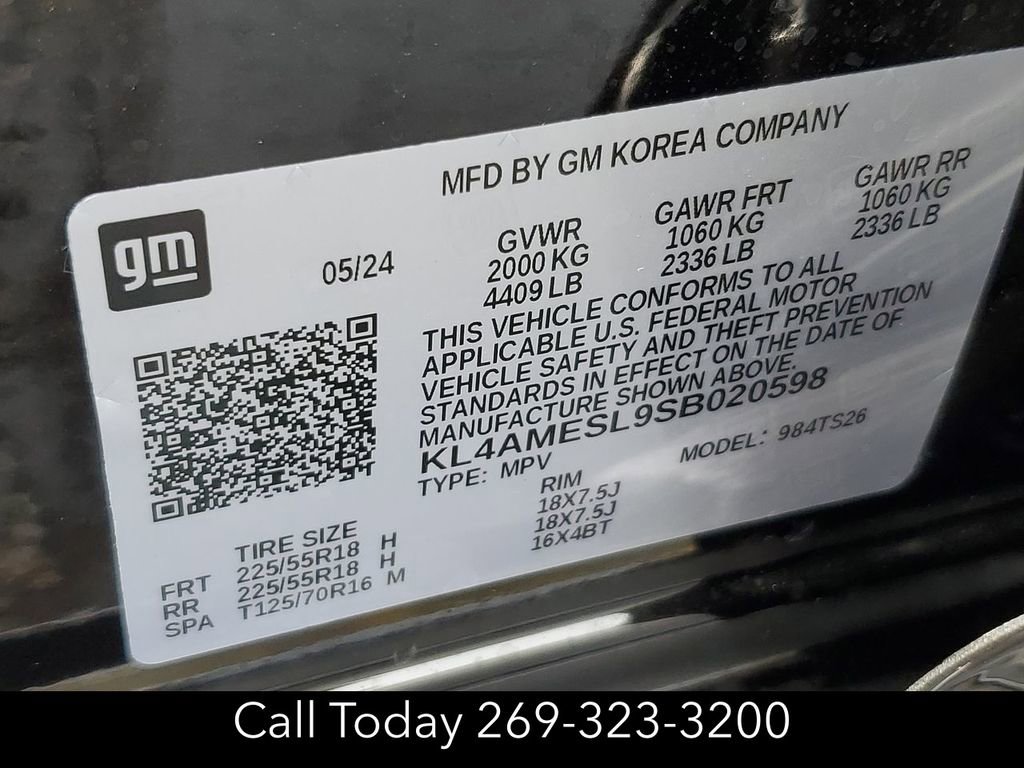 MFD BY GM KOREA COMPANY
gm
05/24
GVWR GAWR FRT GAWR RR
2000 KG 1060 KG 1060 KG
4409 LB 2336 LB 2336 LB
THIS VEHICLE CONFORMS TO ALL
APPLICABLE U.S. FEDERAL MOTOR
VEHICLE SAFETY AND THEFT PREVENTION
STANDARDS IN EFFECT ON THE DATE OF
MANUFACTURE SHOWN ABOVE.
KL4AMESL9SB020598
TYPE: MPV MODEL: 984TS26
TIRE SIZE RIM
FRT 225/55R18 H 18X7.5J
RR 225/55R18 H 18X7.5J
SPA T125/70R16 M 16X4BT
Call Today 269-323-3200